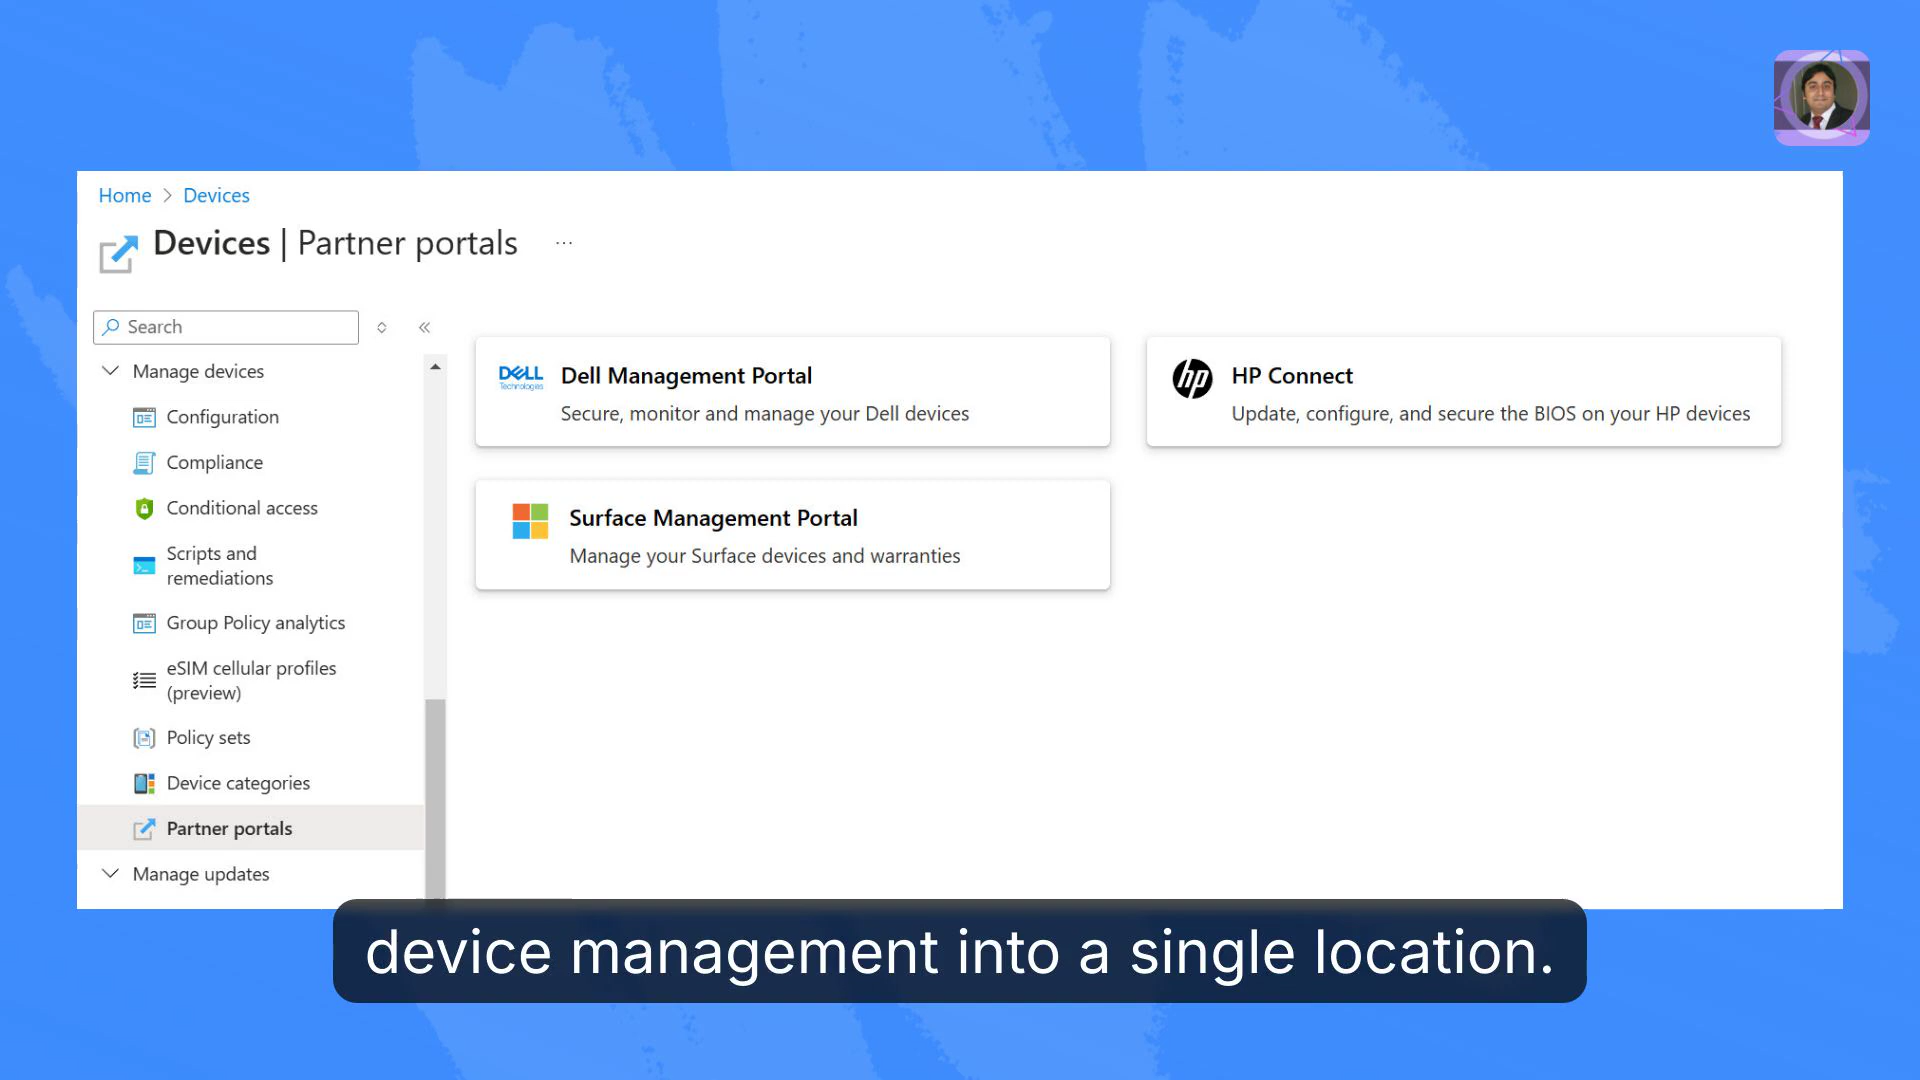 Home > Devices
Devices | Partner portals ...
Search
Manage devices
Configuration
Compliance
Conditional access
Scripts and
remediations
Group Policy analytics
eSIM cellular profiles
(preview)
Policy sets
Device categories
Partner portals
Manage updates
DELL
Technologies
Dell Management Portal
Secure, monitor and manage your Dell devices
hp
HP Connect
Update, configure, and secure the BIOS on your HP devices
Surface Management Portal
Manage your Surface devices and warranties
device management into a single location.